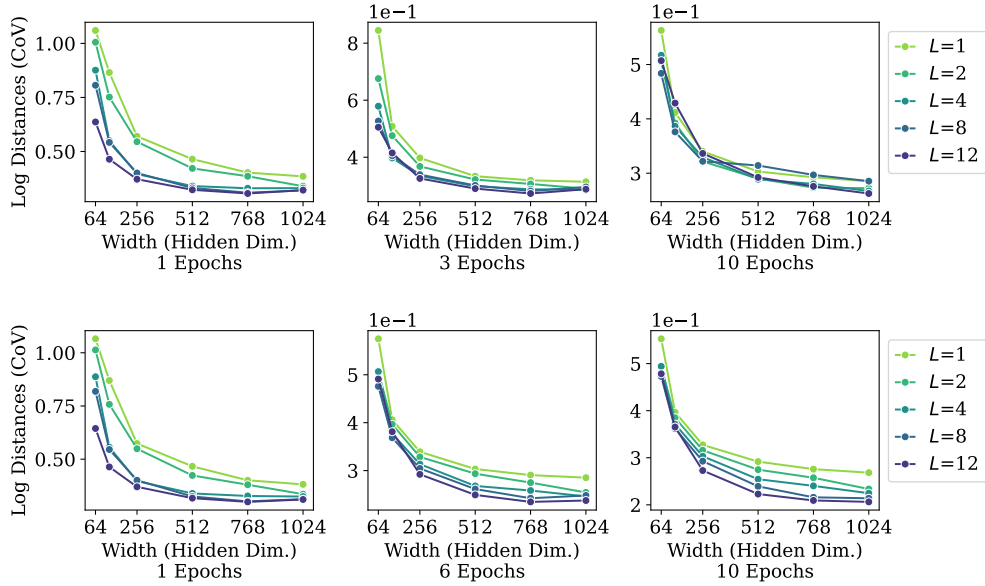 1e−1
1e−1
Log Distances (CoV)
1.00
0.75
0.50
8
6
4
5
4
3
L=1
L=2
L=4
L=8
L=12
64 256 512 768 1024
64 256 512 768 1024
64 256 512 768 1024
Width (Hidden Dim.)
Width (Hidden Dim.)
Width (Hidden Dim.)
1 Epochs
3 Epochs
10 Epochs
1e−1
1e−1
Log Distances (CoV)
1.00
0.75
0.50
5
4
3
5
4
3
2
L=1
L=2
L=4
L=8
L=12
64 256 512 768 1024
64 256 512 768 1024
64 256 512 768 1024
Width (Hidden Dim.)
Width (Hidden Dim.)
Width (Hidden Dim.)
1 Epochs
6 Epochs
10 Epochs